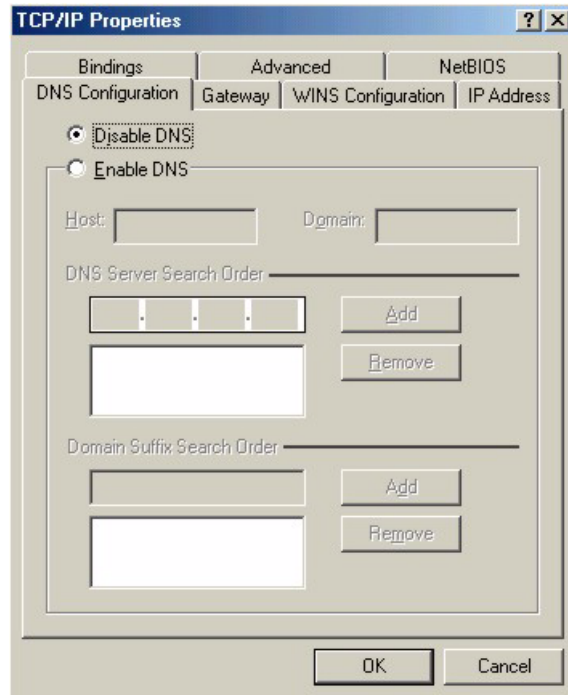 TCP/IP Properties
? X
Bindings Advanced NetBIOS
DNS Configuration Gateway WINS Configuration IP Address
Disable DNS
Enable DNS
Host: Domain:
DNS Server Search Order
Add
Remove
Domain Suffix Search Order
Add
Remove
OK Cancel